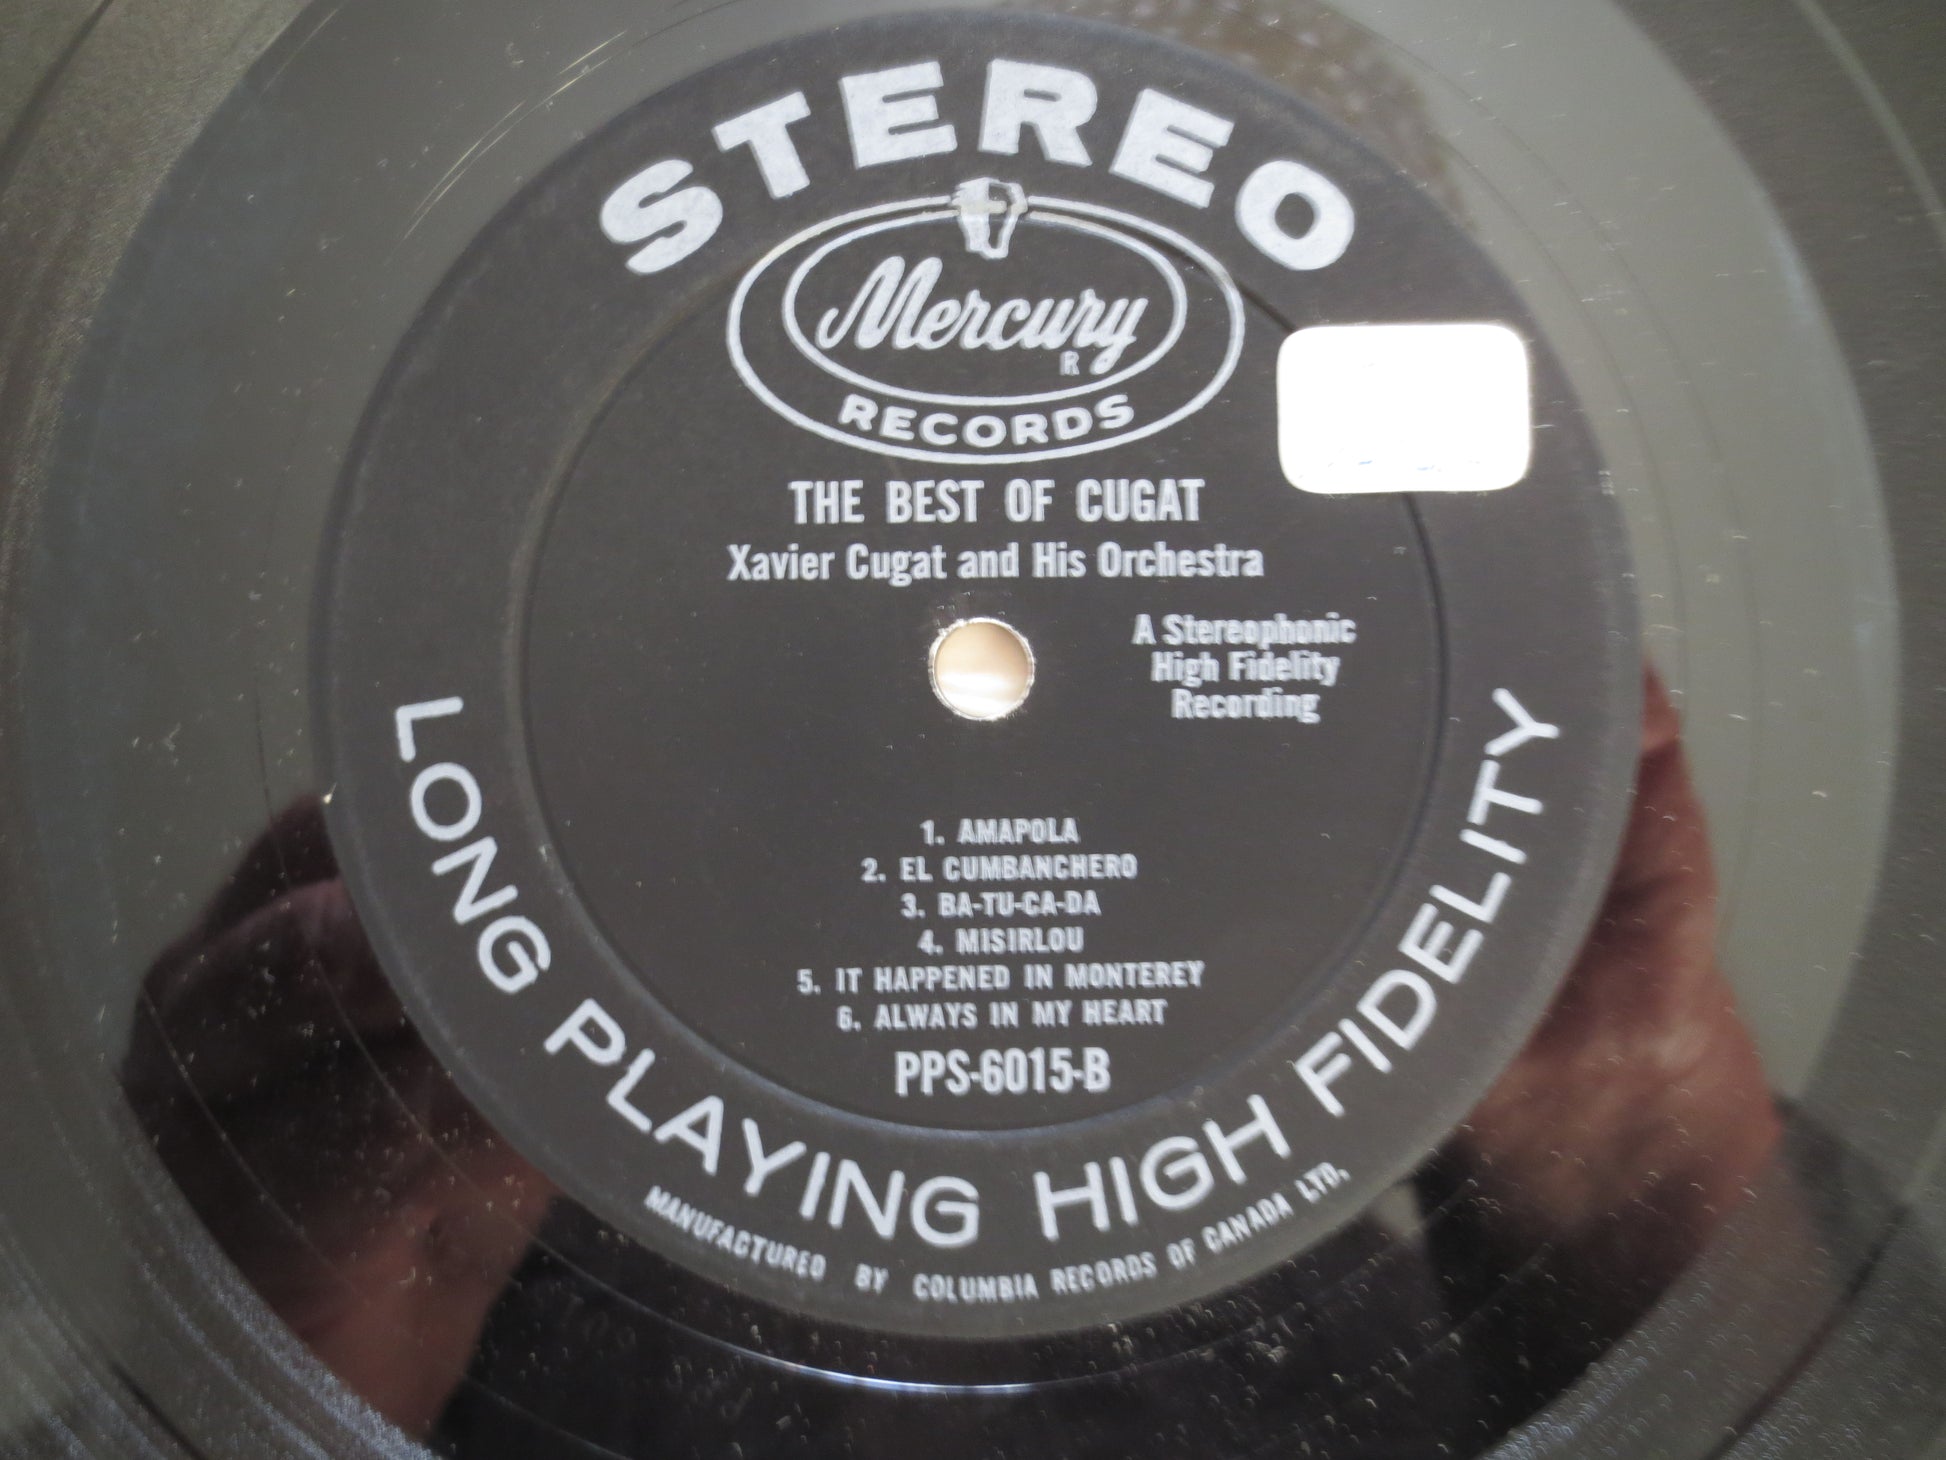 STEREO
Mercury
R
RECORDS
THE BEST OF CUGAT
Xavier Cugat and His Orchestra
A Stereophonic
High Fidelity
Recording
1. AMAPOLA
2. EL CUMBANCHERO
3. BA-TU-CA-DA
4. MISIRLOU
5. IT HAPPENED IN MONTEREY
6. ALWAYS IN MY HEART
PPS-6015-B
LONG PLAYING HIGH FIDELITY
MANUFACTURED BY COLUMBIA RECORDS OF CANADA LTD.